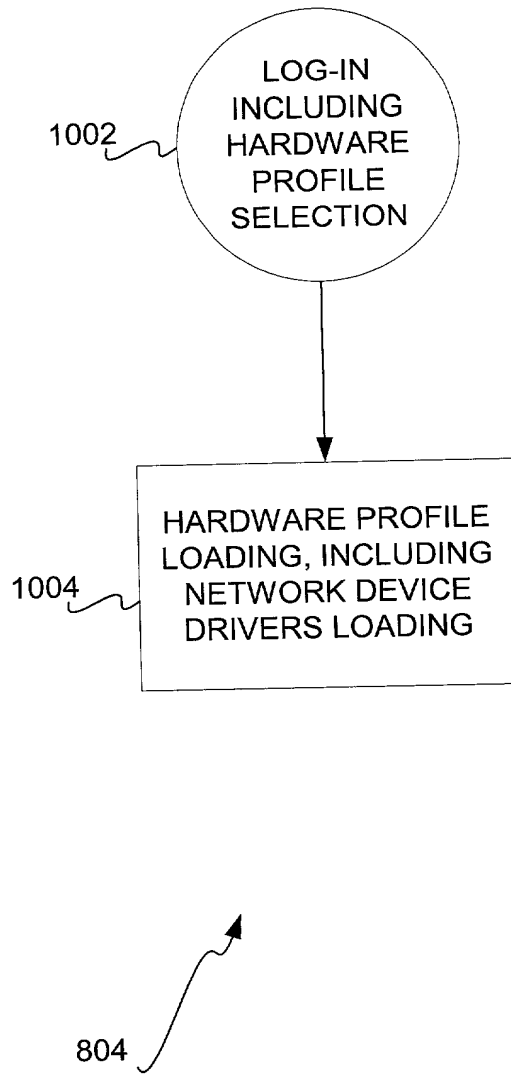 LOG-IN
INCLUDING
HARDWARE
PROFILE
SELECTION
1002
HARDWARE PROFILE
LOADING, INCLUDING
NETWORK DEVICE
DRIVERS LOADING
1004
804